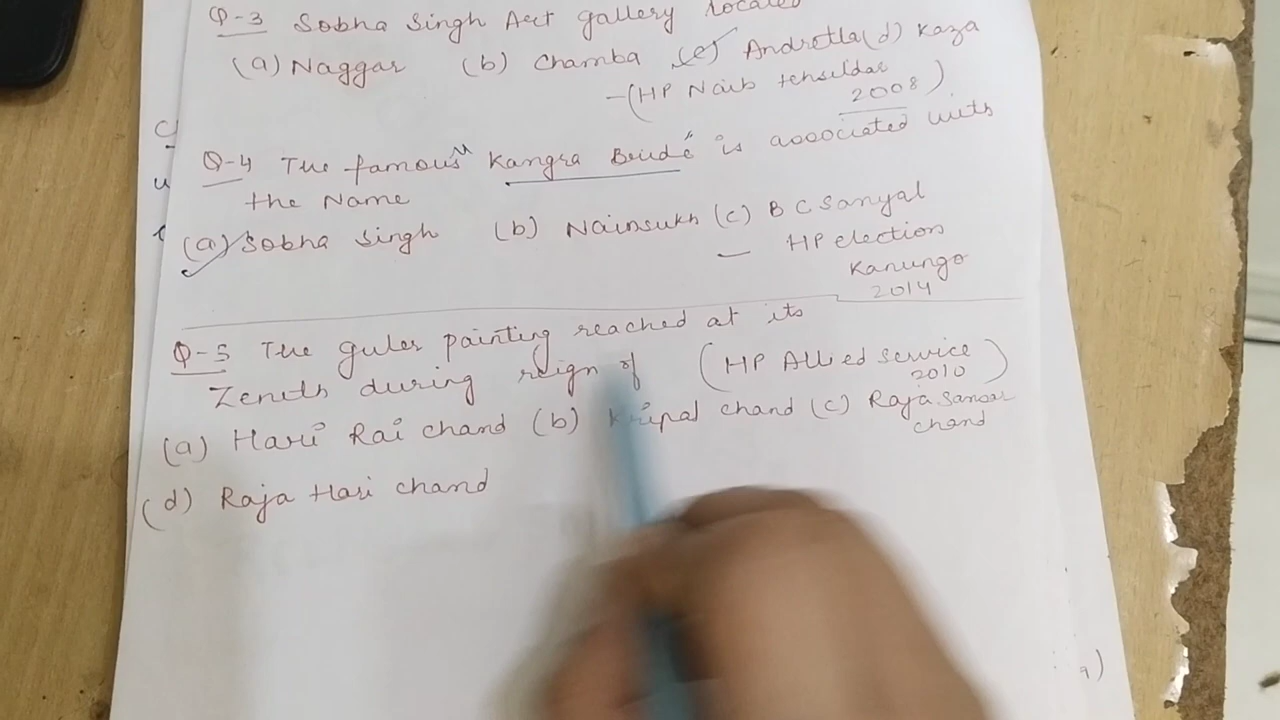 Q-3 Sobha Singh Art gallery located
(a) Naggar (b) Chamba (c) Andretta (d) Kaza
-(HP Naib tehsildar 2008)
Q-4 The famous "Kangra Bride" is associated with
the Name
(a) Sobha Singh (b) Nainsukh (c) B C Sanyal
— HP election
Kanungo
2014
Q-5 The guler painting reached at its
Zenith during reign of (HP Allied Service 2010)
(a) Hari Rai chand (b) Kripal chand (c) Raja Sansar chand
(d) Raja Hari chand